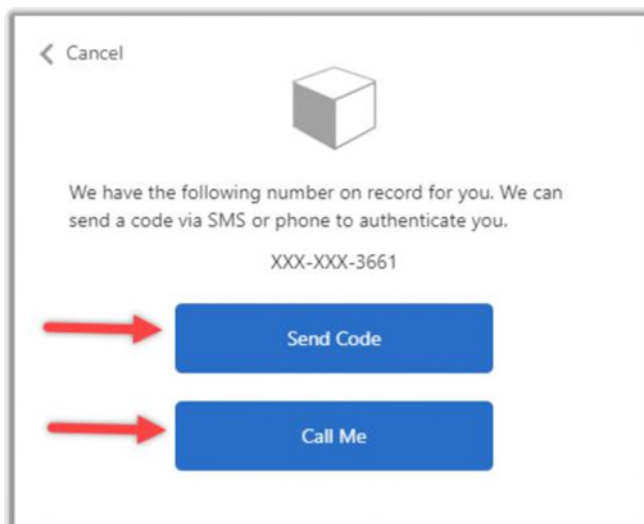 Cancel
We have the following number on record for you. We can
send a code via SMS or phone to authenticate you.
XXX-XXX-3661
Send Code
Call Me